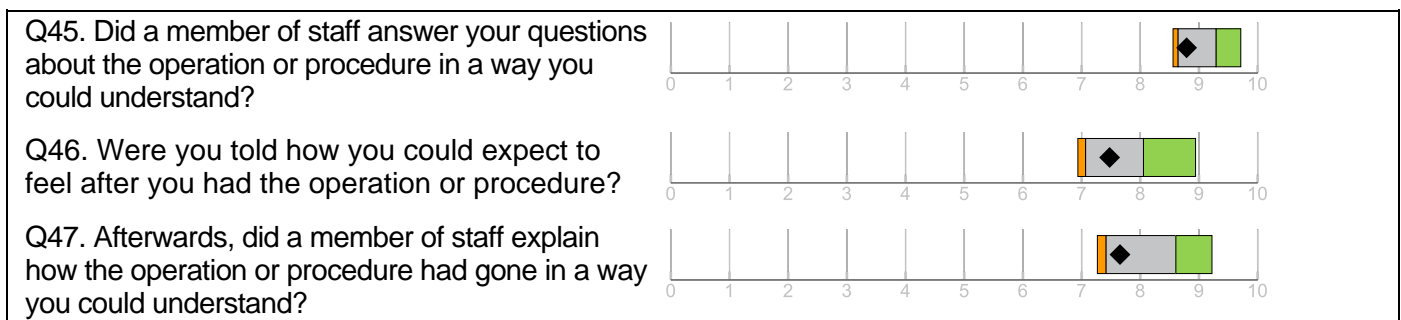 Q45. Did a member of staff answer your questions
about the operation or procedure in a way you
could understand?
0 1 2 3 4 5 6 7 8 9 10
Q46. Were you told how you could expect to
feel after you had the operation or procedure?
0 1 2 3 4 5 6 7 8 9 10
Q47. Afterwards, did a member of staff explain
how the operation or procedure had gone in a way
you could understand?
0 1 2 3 4 5 6 7 8 9 10